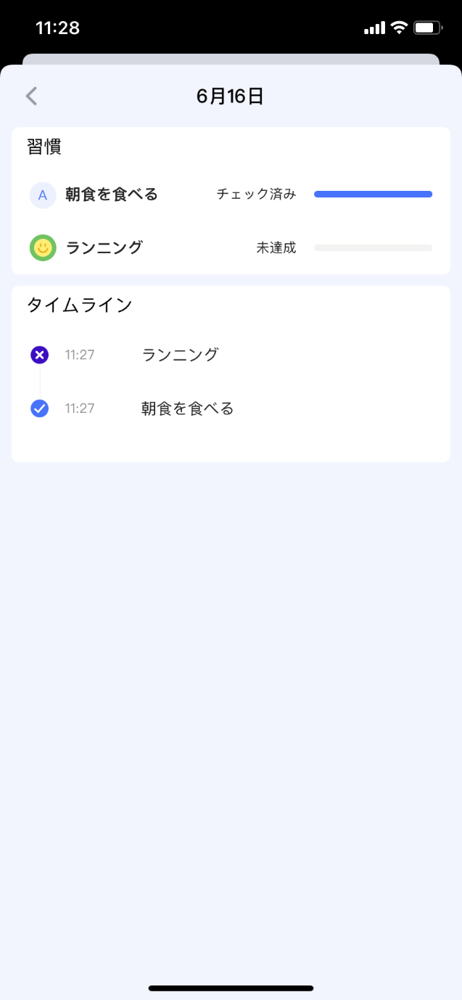 11:28
6月16日
習慣
A 朝食を食べる チェック済み
ランニング 未達成
タイムライン
11:27 ランニング
11:27 朝食を食べる